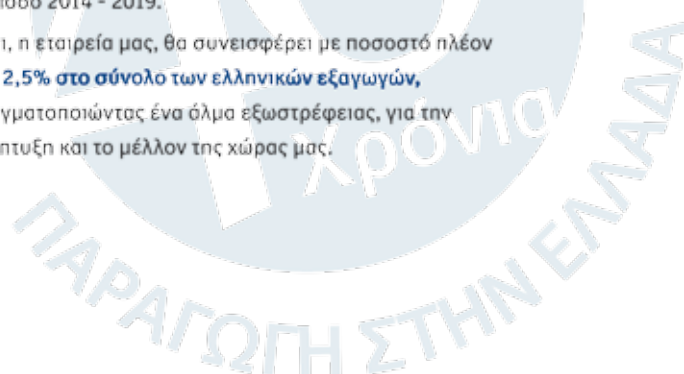 2014 - 2019.
ι, η εταιρεία μας, θα συνεισφέρει με ποσοστό πλέον
2,5% στο σύνολο των ελληνικών εξαγωγών,
γματοποιώντας ένα άλμα εξωστρέφειας, για την
πτυξη και το μέλλον της χώρας μας.
χρόνια
ΠΑΡΑΓΩΓΗ ΣΤΗΝ ΕΛΛΑΔΑ